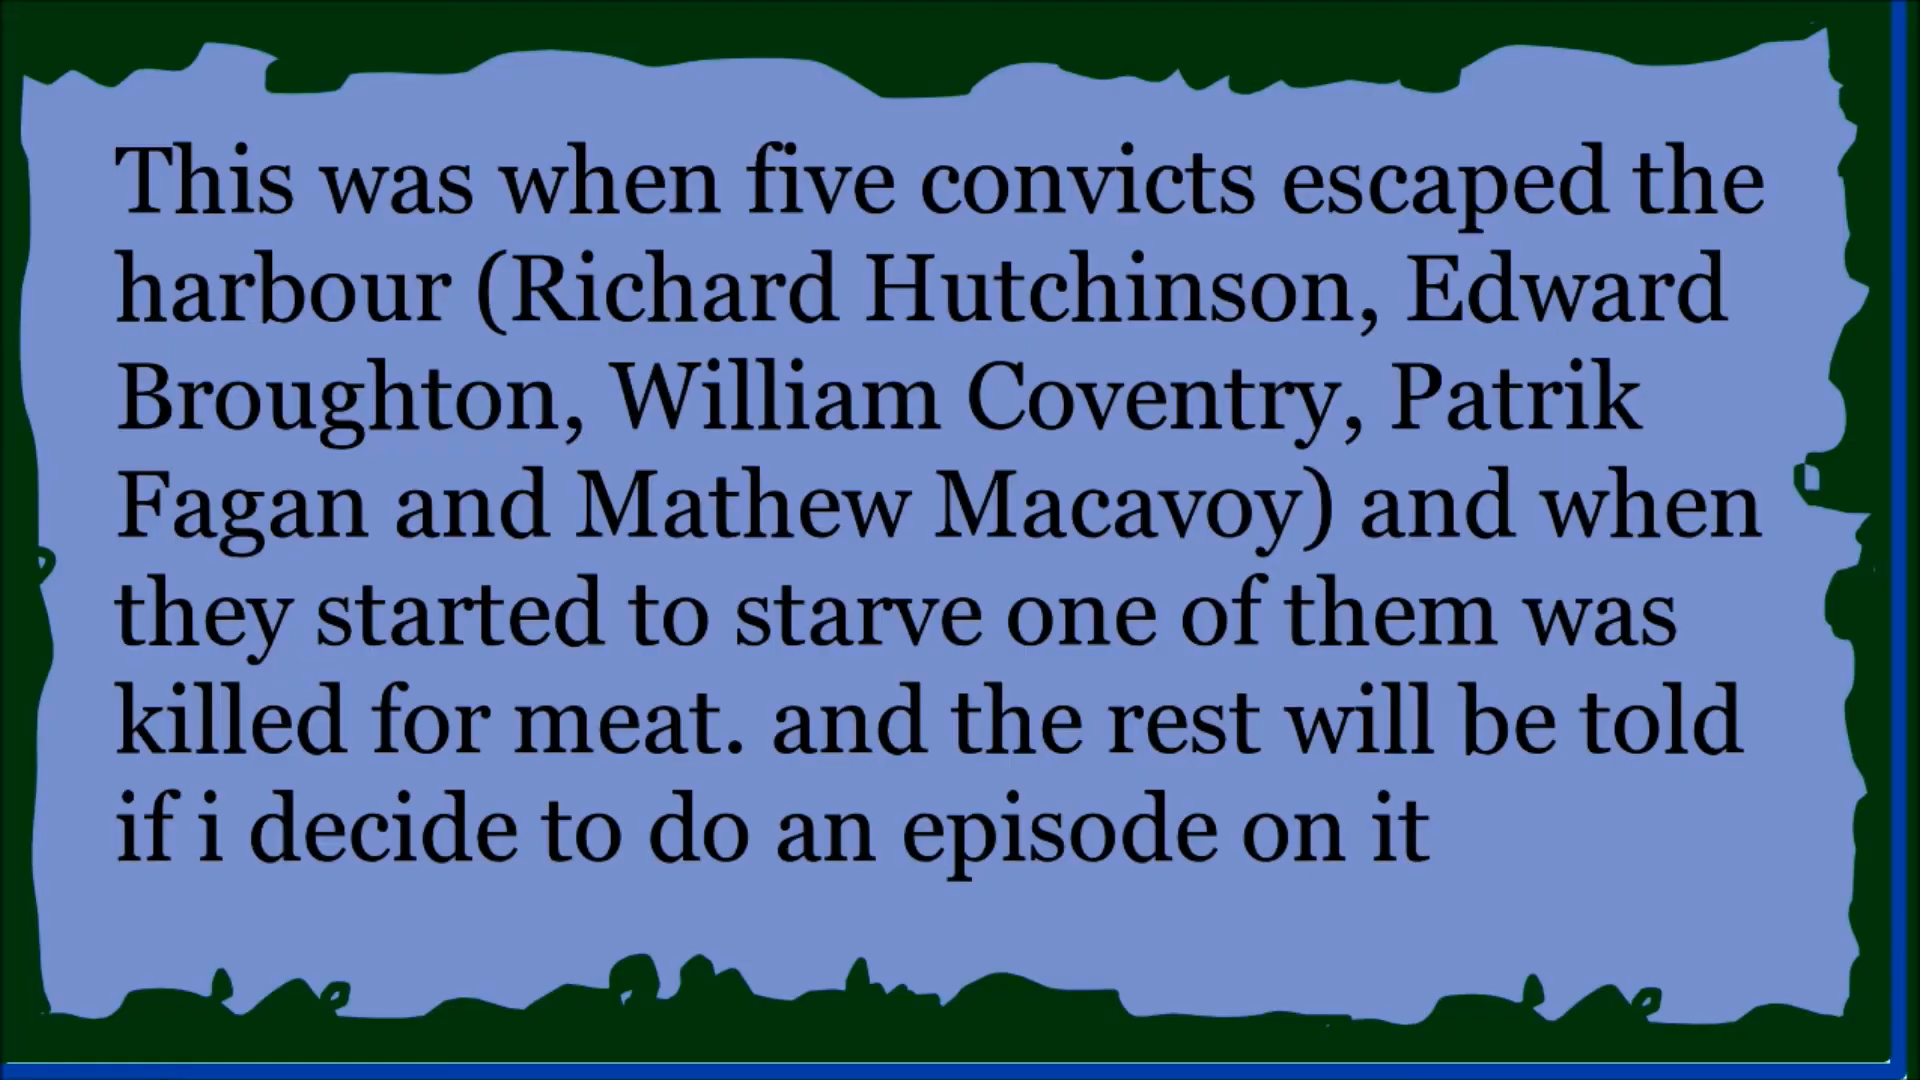 This was when five convicts escaped the
harbour (Richard Hutchinson, Edward
Broughton, William Coventry, Patrik
Fagan and Mathew Macavoy) and when
they started to starve one of them was
killed for meat. and the rest will be told
if i decide to do an episode on it